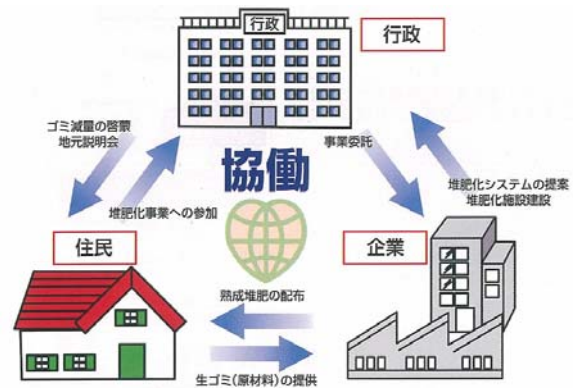 行政
行政
ゴミ減量の啓蒙
地元説明会
事業委託
協働
堆肥化システムの提案
堆肥化施設建設
堆肥化事業への参加
住民
企業
熟成堆肥の配布
生ゴミ(原材料)の提供